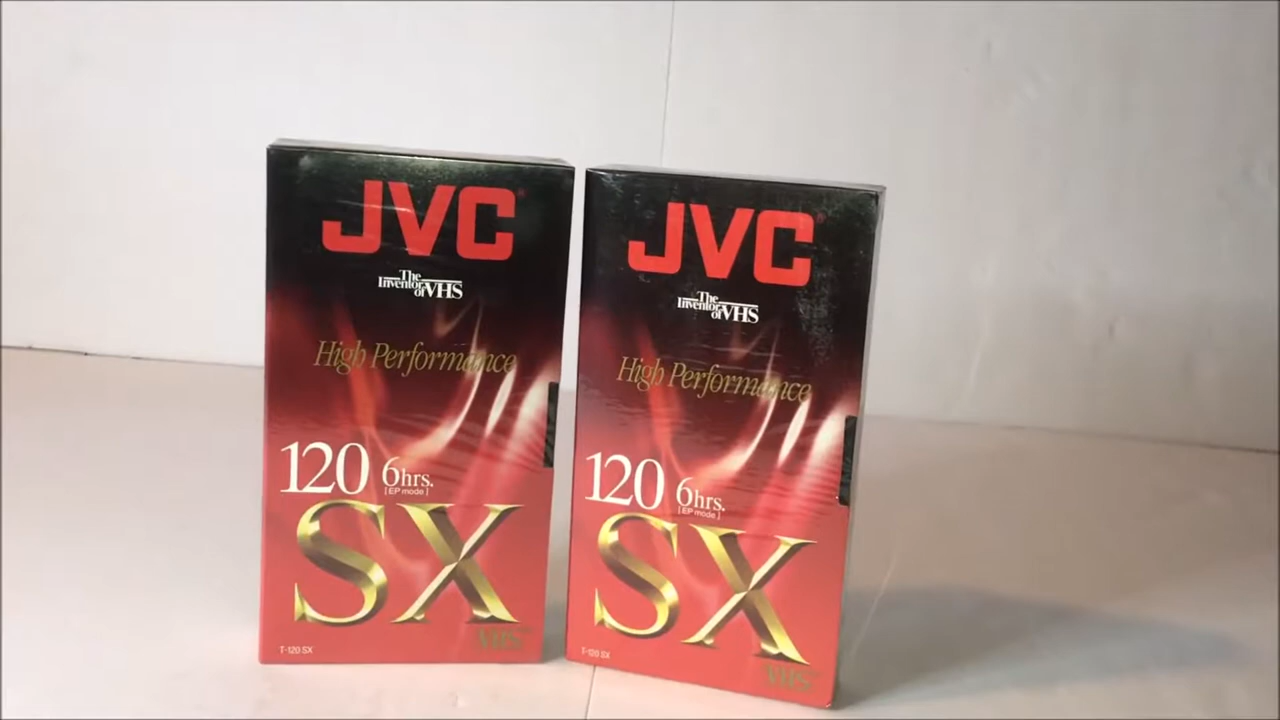 JVC®
The
Inventor
of VHS
High Performance
120 6hrs.
[EP mode]
SX
VHS
T-120 SX
JVC®
The
Inventor
of VHS
High Performance
120 6hrs.
[EP mode]
SX
VHS
T-120 SX